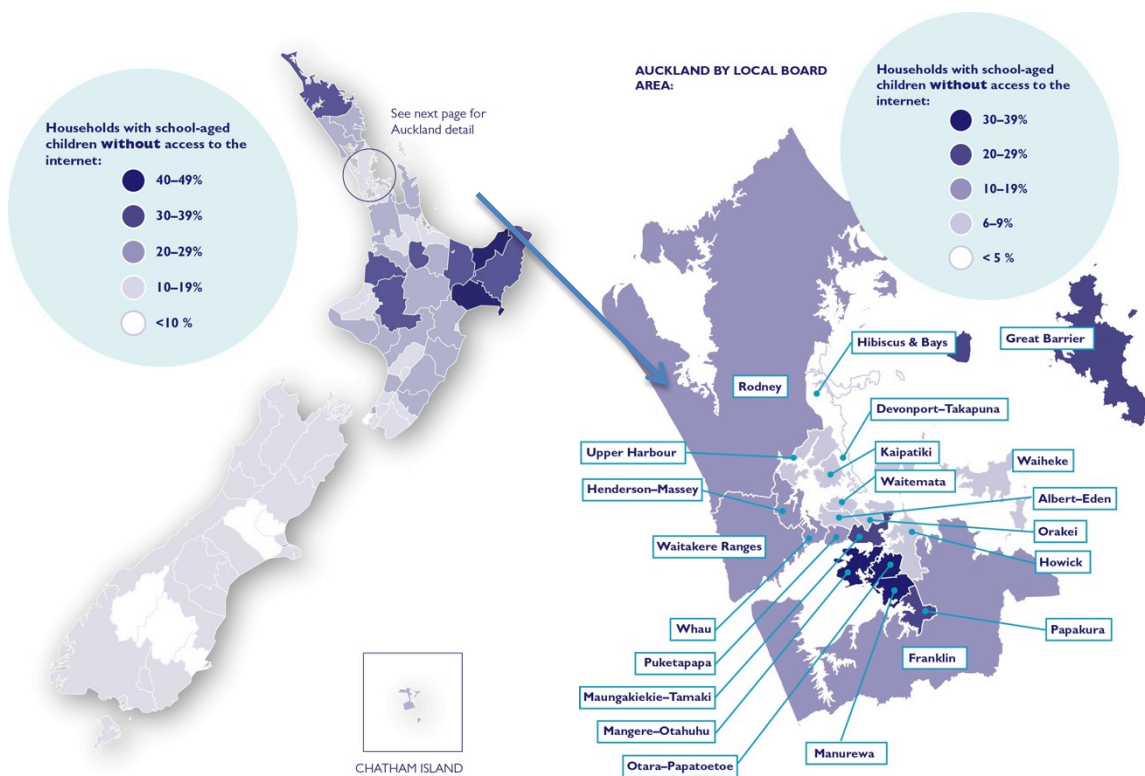 Households with school-aged
children without access to the
internet:
40–49%
30–39%
20–29%
10–19%
<10 %
See next page for
Auckland detail
CHATHAM ISLAND
AUCKLAND BY LOCAL BOARD
AREA:
Households with school-aged
children without access to the
internet:
30–39%
20–29%
10–19%
6–9%
< 5 %
Great Barrier
Hibiscus & Bays
Rodney
Devonport–Takapuna
Upper Harbour
Kaipatiki
Waiheke
Henderson–Massey
Waitemata
Albert–Eden
Orakei
Waitakere Ranges
Howick
Whau
Papakura
Puketapapa
Franklin
Maungakiekie–Tamaki
Mangere–Otahuhu
Manurewa
Otara–Papatoetoe